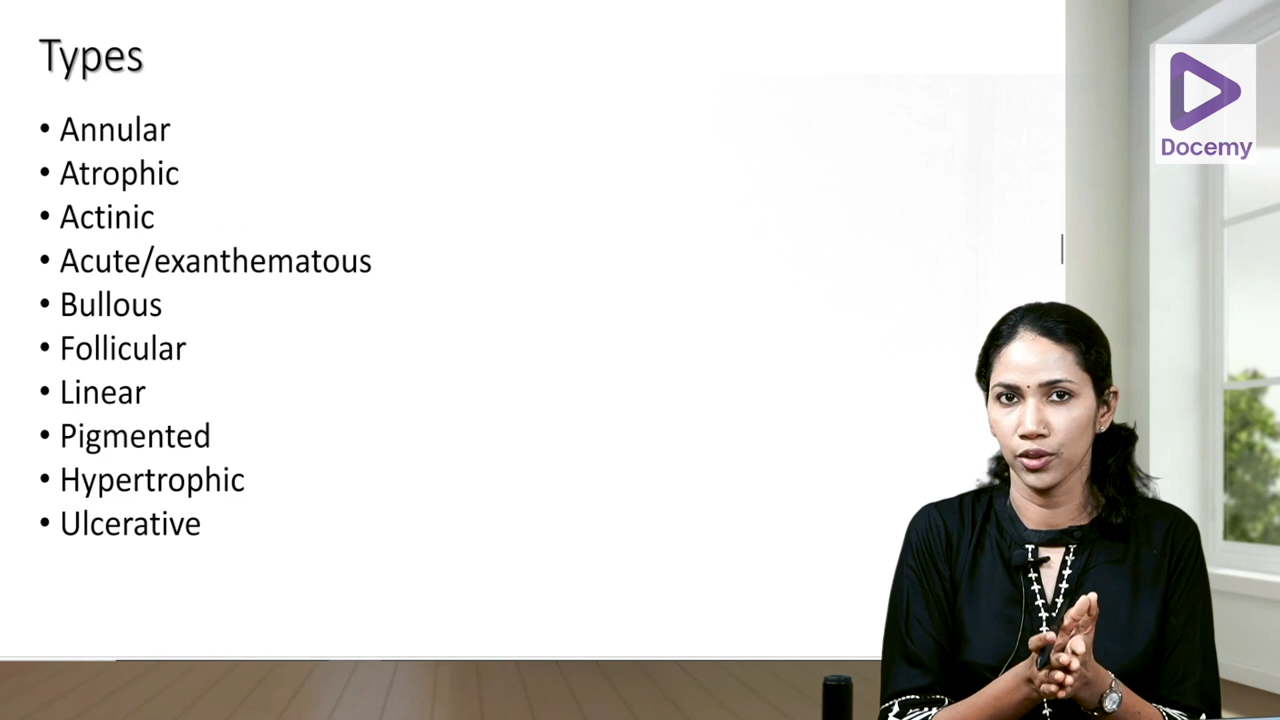 Types
• Annular
• Atrophic
• Actinic
• Acute/exanthematous
• Bullous
• Follicular
• Linear
• Pigmented
• Hypertrophic
• Ulcerative
Docemy